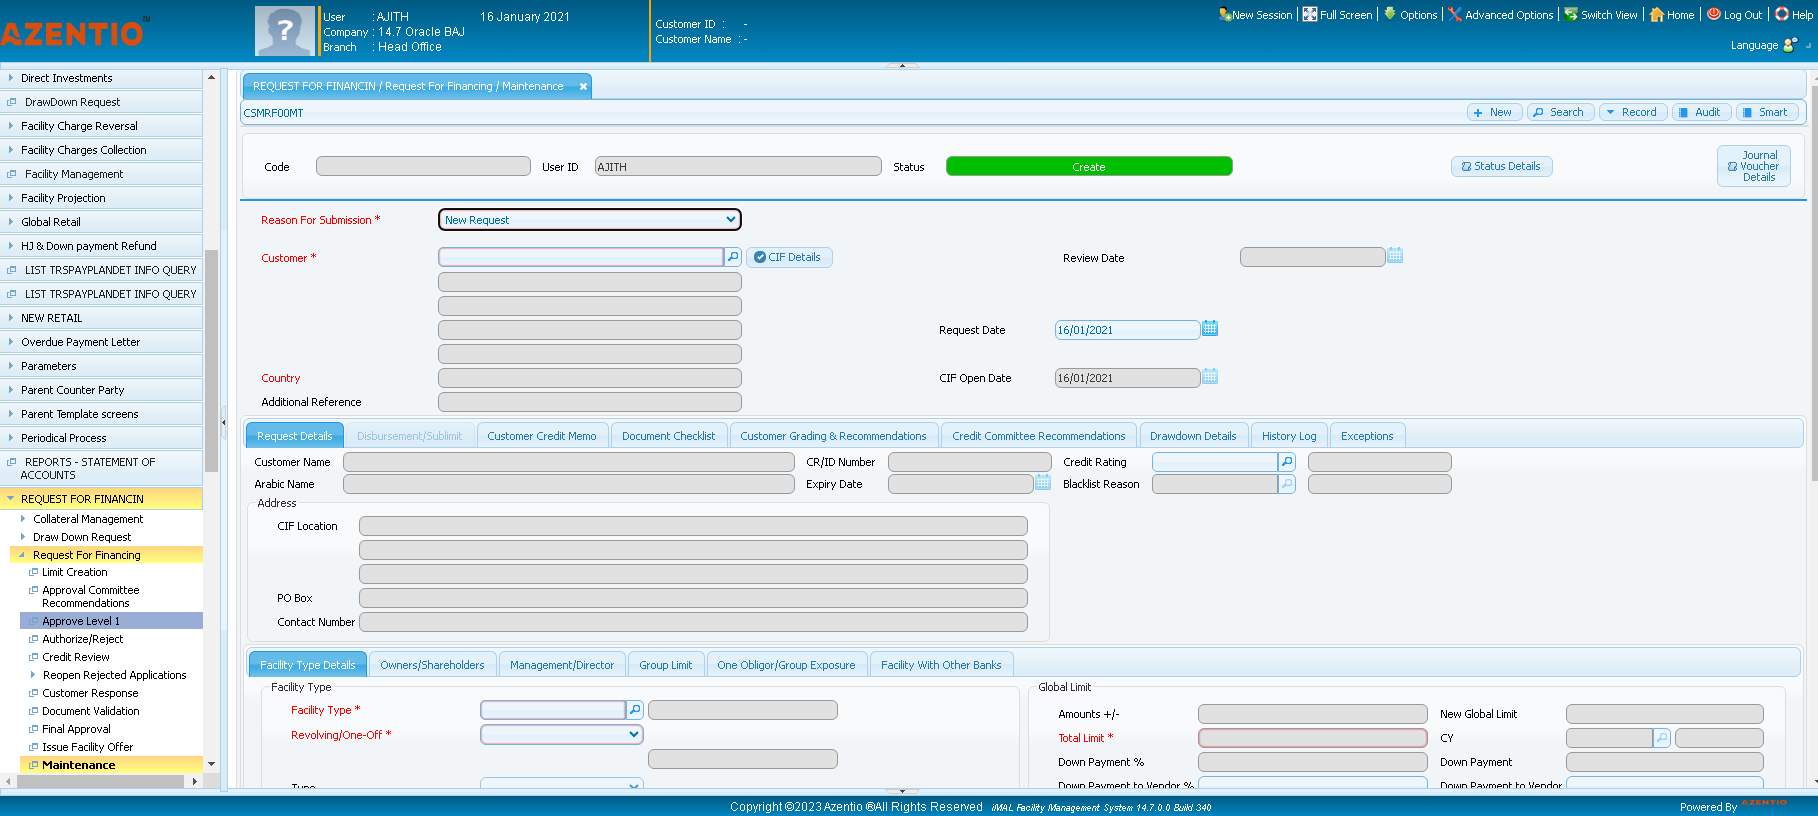 AZENTIO™
User : AJITH 16 January 2021
Company : 14.7 Oracle BAJ
Branch : Head Office
Customer ID : -
Customer Name : -
New Session Full Screen Options Advanced Options Switch View Home Log Out Help
Language
Direct Investments
DrawDown Request
Facility Charge Reversal
Facility Charges Collection
Facility Management
Facility Projection
Global Retail
HJ & Down payment Refund
LIST TRSPAYPLANDET INFO QUERY
LIST TRSPAYPLANDET INFO QUERY
NEW RETAIL
Overdue Payment Letter
Parameters
Parent Counter Party
Parent Template screens
Periodical Process
REPORTS - STATEMENT OF
ACCOUNTS
REQUEST FOR FINANCIN
Collateral Management
Draw Down Request
Request For Financing
Limit Creation
Approval Committee
Recommendations
Approve Level 1
Authorize/Reject
Credit Review
Reopen Rejected Applications
Customer Response
Document Validation
Final Approval
Issue Facility Offer
Maintenance
REQUEST FOR FINANCIN / Request For Financing / Maintenance
CSMRF00MT
New Search Record Audit Smart
Code User ID AJITH Status Create Status Details
Journal
Voucher
Details
Reason For Submission * New Request
Customer * CIF Details Review Date
Request Date 16/01/2021
Country CIF Open Date 16/01/2021
Additional Reference
Request Details Disbursement/Sublimit Customer Credit Memo Document Checklist Customer Grading & Recommendations Credit Committee Recommendations Drawdown Details History Log Exceptions
Customer Name CR/ID Number Credit Rating
Arabic Name Expiry Date Blacklist Reason
Address
CIF Location
PO Box
Contact Number
Facility Type Details Owners/Shareholders Management/Director Group Limit One Obligor/Group Exposure Facility With Other Banks
Facility Type Global Limit
Facility Type * Amounts +/- New Global Limit
Revolving/One-Off * Total Limit * CY
Down Payment % Down Payment
Type Down Payment to Vendor % Down Payment to Vendor
Copyright ©2023 Azentio ®All Rights Reserved iMAL Facility Management System 14.7.0.0 Build 340
Powered By AZENTIO